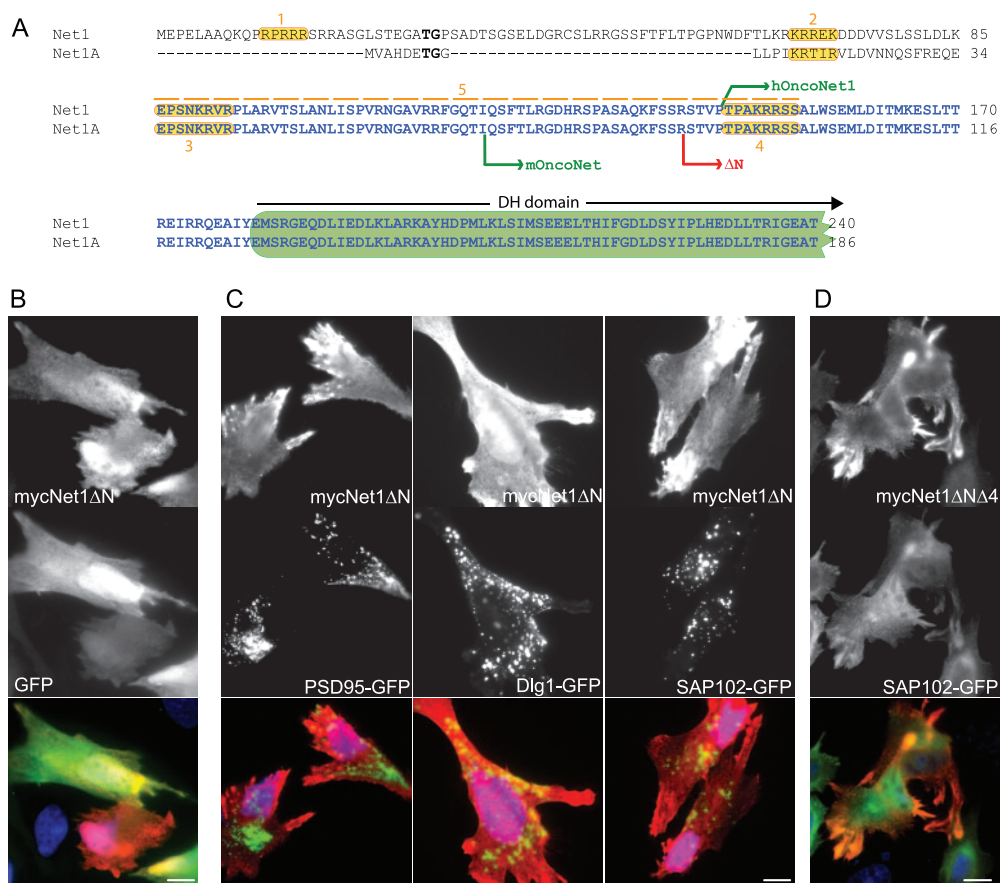 A
1 2
Net1 MEPELAAQKQPRPRRRSRRASGLSTEGATGPSADTSGSELDGRCSLRRGSSFTFLTPGPNWDFTLKRKRREKDDDVVSLSSLDLK 85
Net1A ----------------------MVAHDETGG-----------------------------------LLPIKRTIRVLDVNNQSFREQE 34
5 hOncoNet1
Net1 EPSNKRVRPLARVTSLANLISPVRNGAVRRFGQTIQSFTLRGDHRSPASAQKFSSRSTVPTPAKRRSSALWSEMLDITMKESLTT 170
Net1A EPSNKRVRPLARVTSLANLISPVRNGAVRRFGQTIQSFTLRGDHRSPASAQKFSSRSTVPTPAKRRSSALWSEMLDITMKESLTT 116
3 mOncoNet ΔN 4
DH domain
Net1 REIRRQEAIYEMSRGEQDLIEDLKLARKAYHDPMLKLSIMSEEELTHIFGDLDSYIPLHEDLLTRIGEAT 240
Net1A REIRRQEAIYEMSRGEQDLIEDLKLARKAYHDPMLKLSIMSEEELTHIFGDLDSYIPLHEDLLTRIGEAT 186
B C D
mycNet1ΔN mycNet1ΔN mycNet1ΔN mycNet1ΔN mycNet1ΔNΔ4
GFP PSD95-GFP Dlg1-GFP SAP102-GFP SAP102-GFP